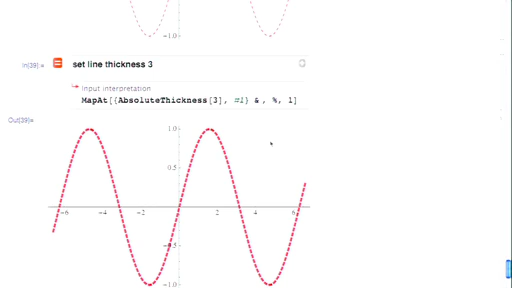 −1.0
In[39]:=
set line thickness 3
Input interpretation
MapAt[{AbsoluteThickness[3], #1} &, %, 1]
Out[39]=
1.0
0.5
−6 −4 −2 2 4 6
−0.5
−1.0